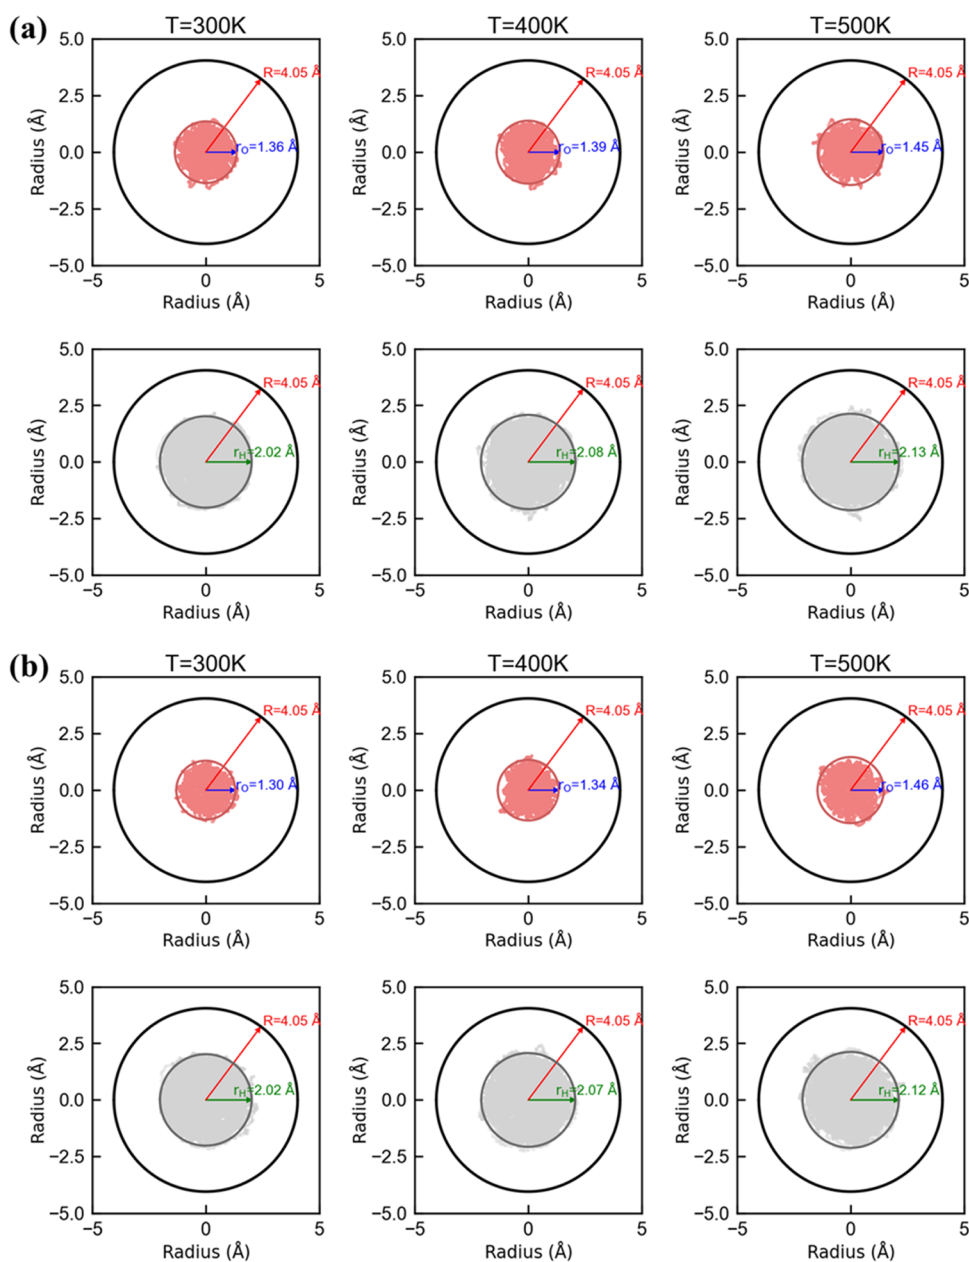 (a)
T=300K T=400K T=500K
5.0 5.0 5.0
R=4.05 Å R=4.05 Å R=4.05 Å
2.5 2.5 2.5
Radius (Å) Radius (Å) Radius (Å)
0.0 rO=1.36 Å 0.0 rO=1.39 Å 0.0 rO=1.45 Å
−2.5 −2.5 −2.5
−5.0 −5.0 −5.0
−5 0 5 −5 0 5 −5 0 5
Radius (Å) Radius (Å) Radius (Å)
5.0 5.0 5.0
R=4.05 Å R=4.05 Å R=4.05 Å
2.5 2.5 2.5
Radius (Å) Radius (Å) Radius (Å)
0.0 rH=2.02 Å 0.0 rH=2.08 Å 0.0 rH=2.13 Å
−2.5 −2.5 −2.5
−5.0 −5.0 −5.0
−5 0 5 −5 0 5 −5 0 5
Radius (Å) Radius (Å) Radius (Å)
(b)
T=300K T=400K T=500K
5.0 5.0 5.0
R=4.05 Å R=4.05 Å R=4.05 Å
2.5 2.5 2.5
Radius (Å) Radius (Å) Radius (Å)
0.0 rO=1.30 Å 0.0 rO=1.34 Å 0.0 rO=1.46 Å
−2.5 −2.5 −2.5
−5.0 −5.0 −5.0
−5 0 5 −5 0 5 −5 0 5
Radius (Å) Radius (Å) Radius (Å)
5.0 5.0 5.0
R=4.05 Å R=4.05 Å R=4.05 Å
2.5 2.5 2.5
Radius (Å) Radius (Å) Radius (Å)
0.0 rH=2.02 Å 0.0 rH=2.07 Å 0.0 rH=2.12 Å
−2.5 −2.5 −2.5
−5.0 −5.0 −5.0
−5 0 5 −5 0 5 −5 0 5
Radius (Å) Radius (Å) Radius (Å)